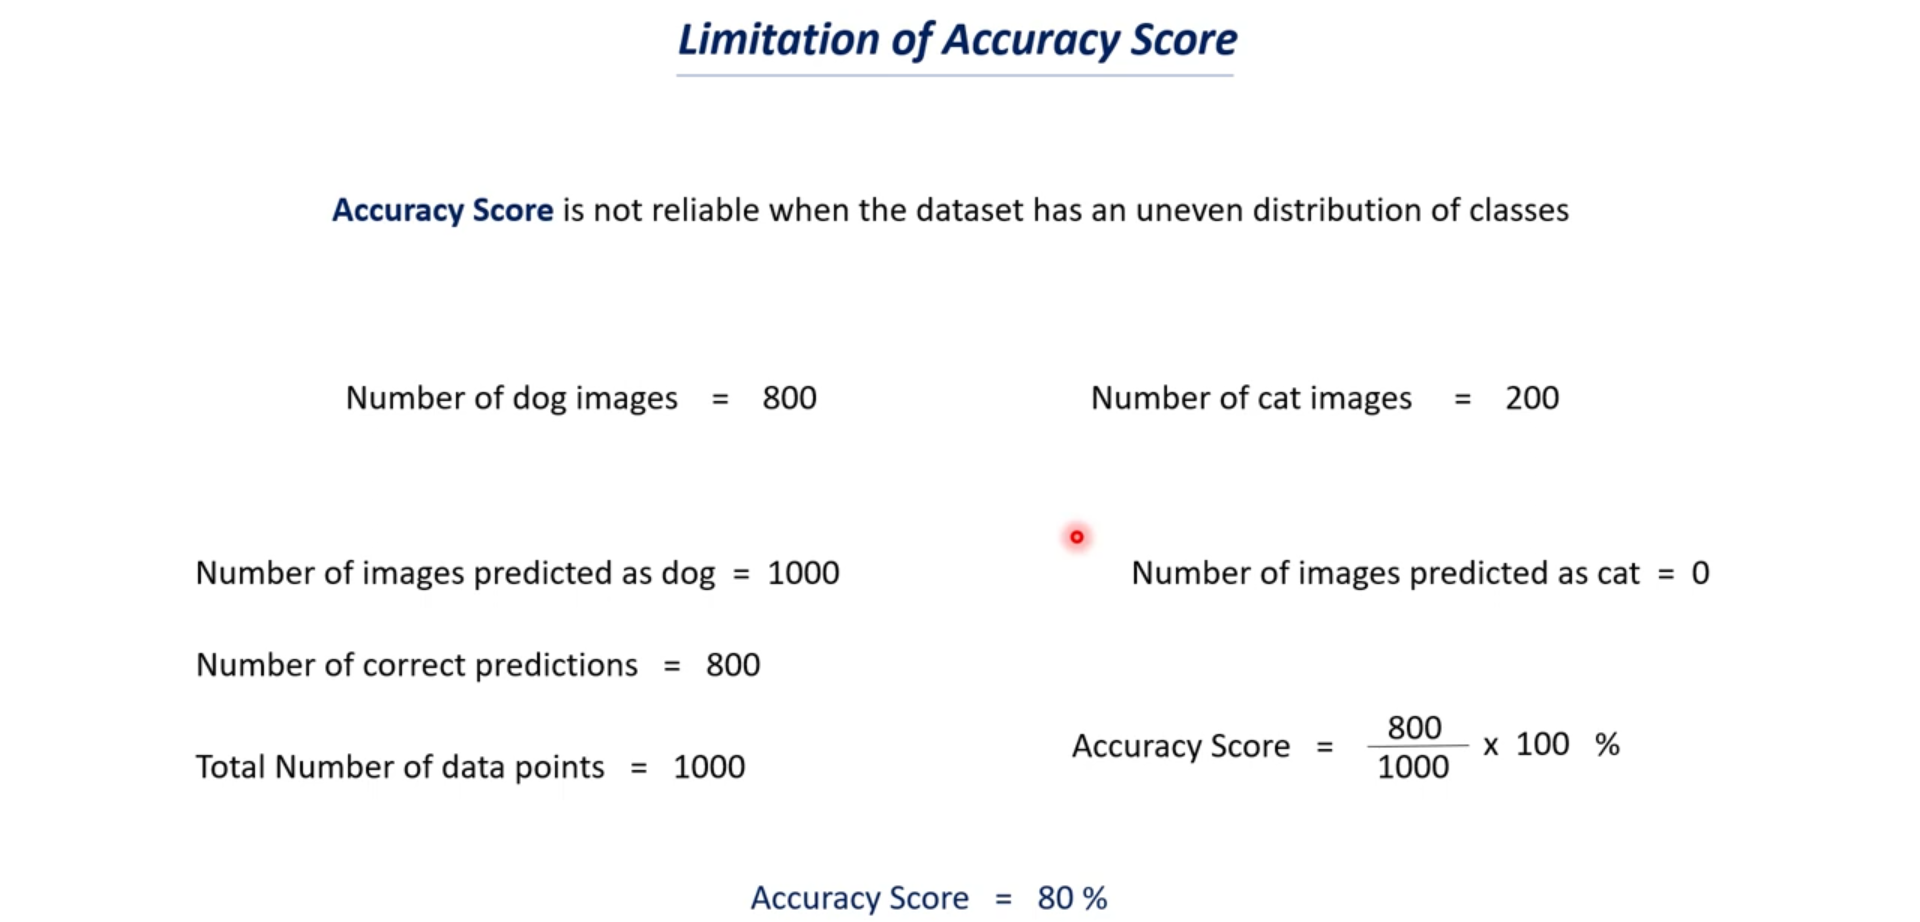 Limitation of Accuracy Score
Accuracy Score is not reliable when the dataset has an uneven distribution of classes
Number of dog images = 800
Number of cat images = 200
Number of images predicted as dog = 1000
Number of images predicted as cat = 0
Number of correct predictions = 800
Total Number of data points = 1000
Accuracy Score = 800/1000 x 100 %
Accuracy Score = 80 %